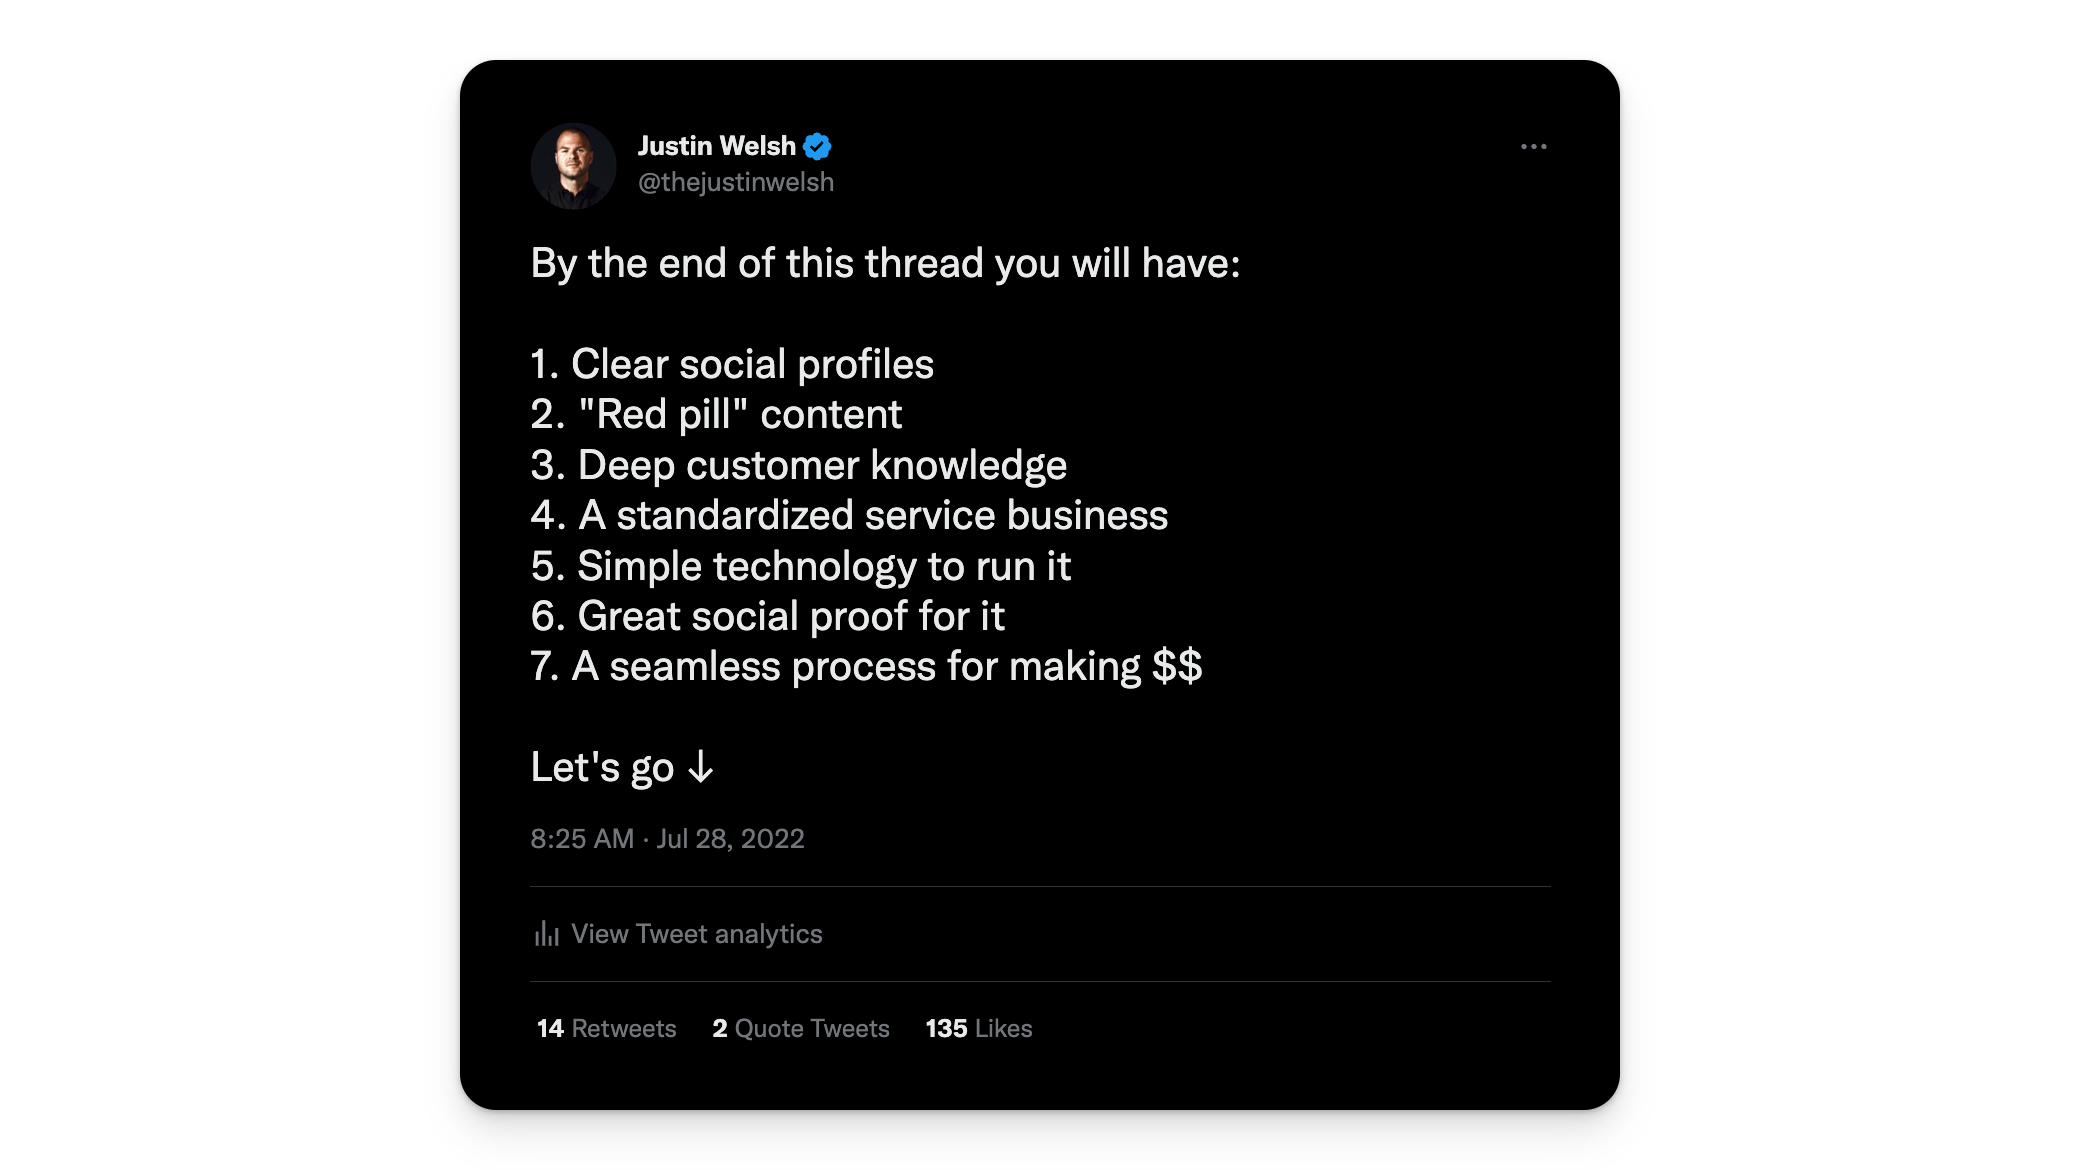 Justin Welsh
@thejustinwelsh
By the end of this thread you will have:
1. Clear social profiles
2. "Red pill" content
3. Deep customer knowledge
4. A standardized service business
5. Simple technology to run it
6. Great social proof for it
7. A seamless process for making $$
Let's go ↓
8:25 AM · Jul 28, 2022
View Tweet analytics
14 Retweets 2 Quote Tweets 135 Likes